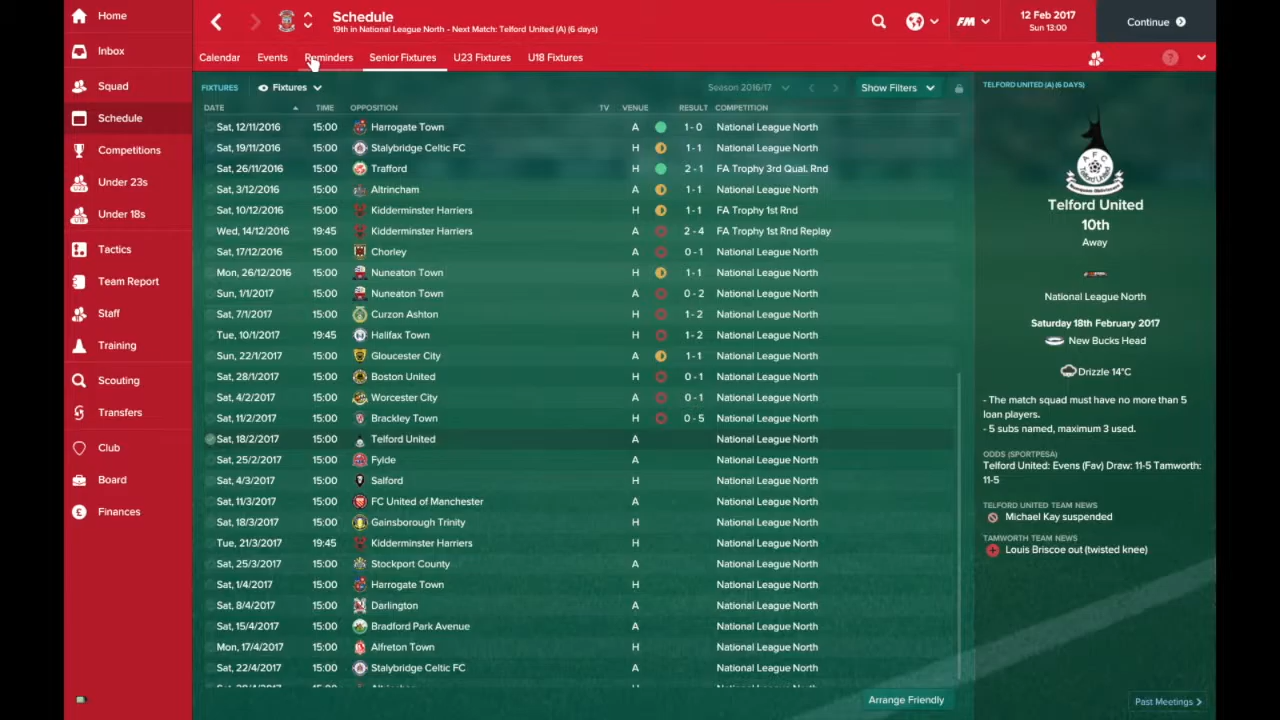 Home
Inbox
Squad
Schedule
Competitions
Under 23s
Under 18s
Tactics
Team Report
Staff
Training
Scouting
Transfers
Club
Board
Finances
Schedule
19th in National League North - Next Match: Telford United (A) (6 days)
FM
12 Feb 2017
Sun 13:00
Continue
Calendar Events Reminders Senior Fixtures U23 Fixtures U18 Fixtures
FIXTURES Fixtures Season 2016/17 Show Filters
DATE TIME OPPOSITION TV VENUE RESULT COMPETITION
Sat, 12/11/2016 15:00 Harrogate Town A 1 - 0 National League North
Sat, 19/11/2016 15:00 Stalybridge Celtic FC H 1 - 1 National League North
Sat, 26/11/2016 15:00 Trafford H 2 - 1 FA Trophy 3rd Qual. Rnd
Sat, 3/12/2016 15:00 Altrincham A 1 - 1 National League North
Sat, 10/12/2016 15:00 Kidderminster Harriers H 1 - 1 FA Trophy 1st Rnd
Wed, 14/12/2016 19:45 Kidderminster Harriers A 2 - 4 FA Trophy 1st Rnd Replay
Sat, 17/12/2016 15:00 Chorley A 0 - 1 National League North
Mon, 26/12/2016 15:00 Nuneaton Town H 1 - 1 National League North
Sun, 1/1/2017 15:00 Nuneaton Town A 0 - 2 National League North
Sat, 7/1/2017 15:00 Curzon Ashton H 1 - 2 National League North
Tue, 10/1/2017 19:45 Halifax Town H 1 - 2 National League North
Sun, 22/1/2017 15:00 Gloucester City A 1 - 1 National League North
Sat, 28/1/2017 15:00 Boston United H 0 - 1 National League North
Sat, 4/2/2017 15:00 Worcester City A 0 - 1 National League North
Sat, 11/2/2017 15:00 Brackley Town H 0 - 5 National League North
Sat, 18/2/2017 15:00 Telford United A National League North
Sat, 25/2/2017 15:00 Fylde A National League North
Sat, 4/3/2017 15:00 Salford H National League North
Sat, 11/3/2017 15:00 FC United of Manchester A National League North
Sat, 18/3/2017 15:00 Gainsborough Trinity H National League North
Tue, 21/3/2017 19:45 Kidderminster Harriers H National League North
Sat, 25/3/2017 15:00 Stockport County A National League North
Sat, 1/4/2017 15:00 Harrogate Town H National League North
Sat, 8/4/2017 15:00 Darlington A National League North
Sat, 15/4/2017 15:00 Bradford Park Avenue A National League North
Mon, 17/4/2017 15:00 Alfreton Town H National League North
Sat, 22/4/2017 15:00 Stalybridge Celtic FC A National League North
Arrange Friendly
TELFORD UNITED (A) (6 DAYS)
Telford United
10th
Away
National League North
Saturday 18th February 2017
New Bucks Head
Drizzle 14°C
- The match squad must have no more than 5
loan players.
- 5 subs named, maximum 3 used.
ODDS (SPORTPESA)
Telford United: Evens (Fav) Draw: 11-5 Tamworth:
11-5
TELFORD UNITED TEAM NEWS
Michael Kay suspended
TAMWORTH TEAM NEWS
Louis Briscoe out (twisted knee)
Past Meetings